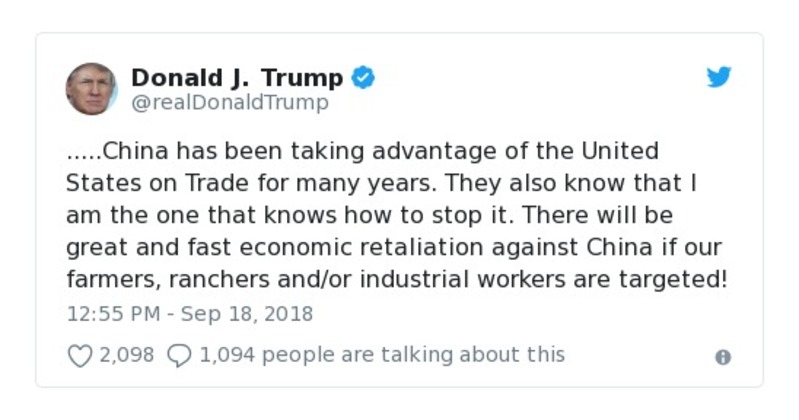 Donald J. Trump
@realDonaldTrump
.....China has been taking advantage of the United
States on Trade for many years. They also know that I
am the one that knows how to stop it. There will be
great and fast economic retaliation against China if our
farmers, ranchers and/or industrial workers are targeted!
12:55 PM - Sep 18, 2018
2,098 1,094 people are talking about this